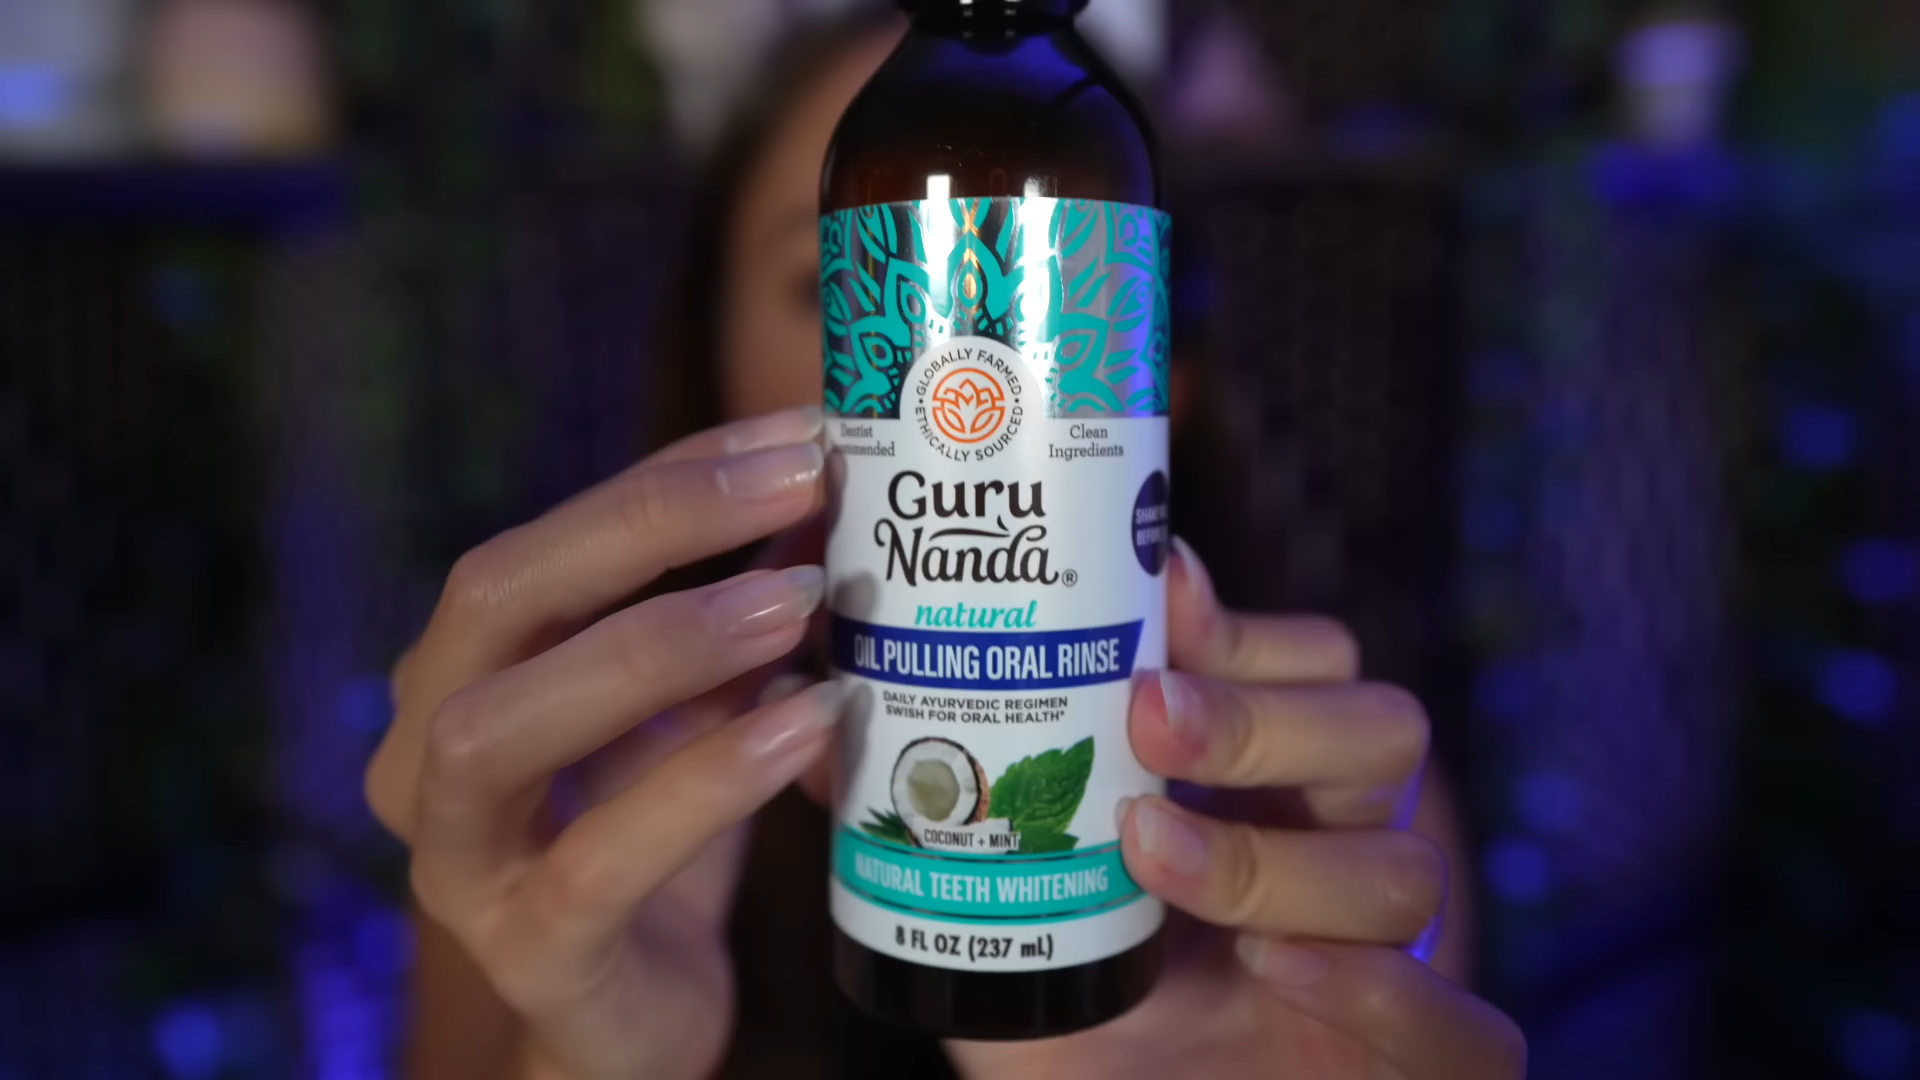 GLOBALLY FARMED
ETHICALLY SOURCED
Dentist
Clean
Ingredients
Guru
Nanda®
natural
OIL PULLING ORAL RINSE
DAILY AYURVEDIC REGIMEN
SWISH FOR ORAL HEALTH*
COCONUT + MINT
NATURAL TEETH WHITENING
8 FL OZ (237 mL)